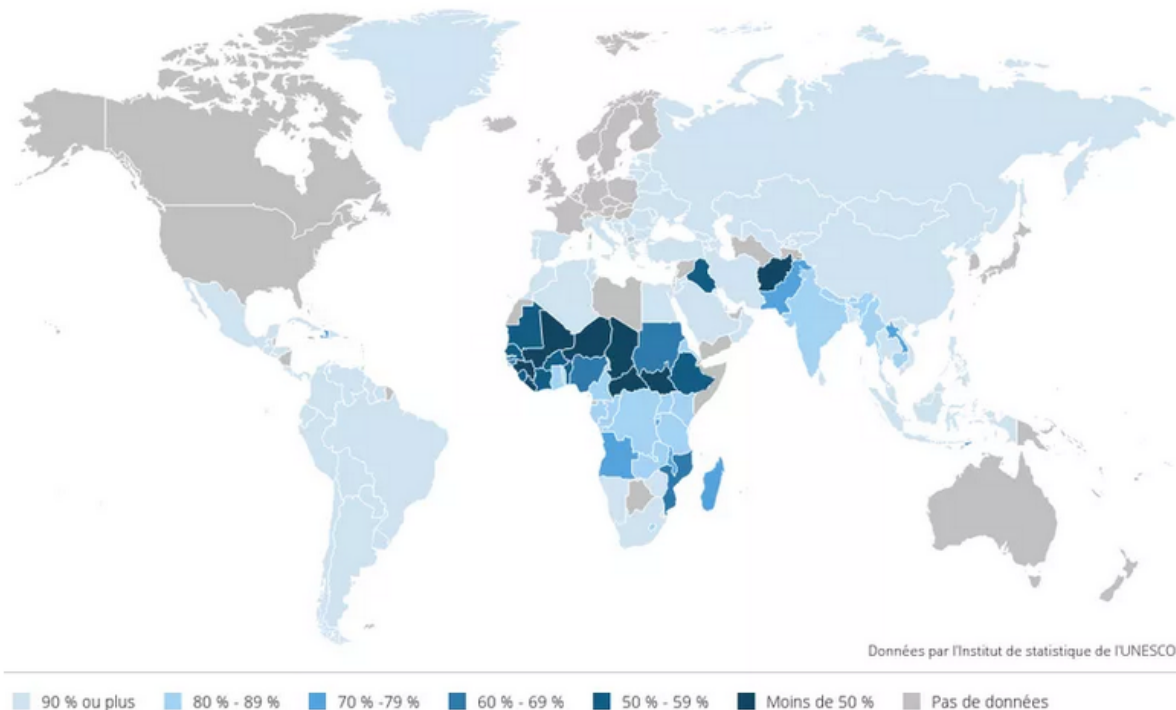 Données par l'Institut de statistique de l'UNESCO
90 % ou plus 80 % - 89 % 70 % -79 % 60 % - 69 % 50 % - 59 % Moins de 50 % Pas de données